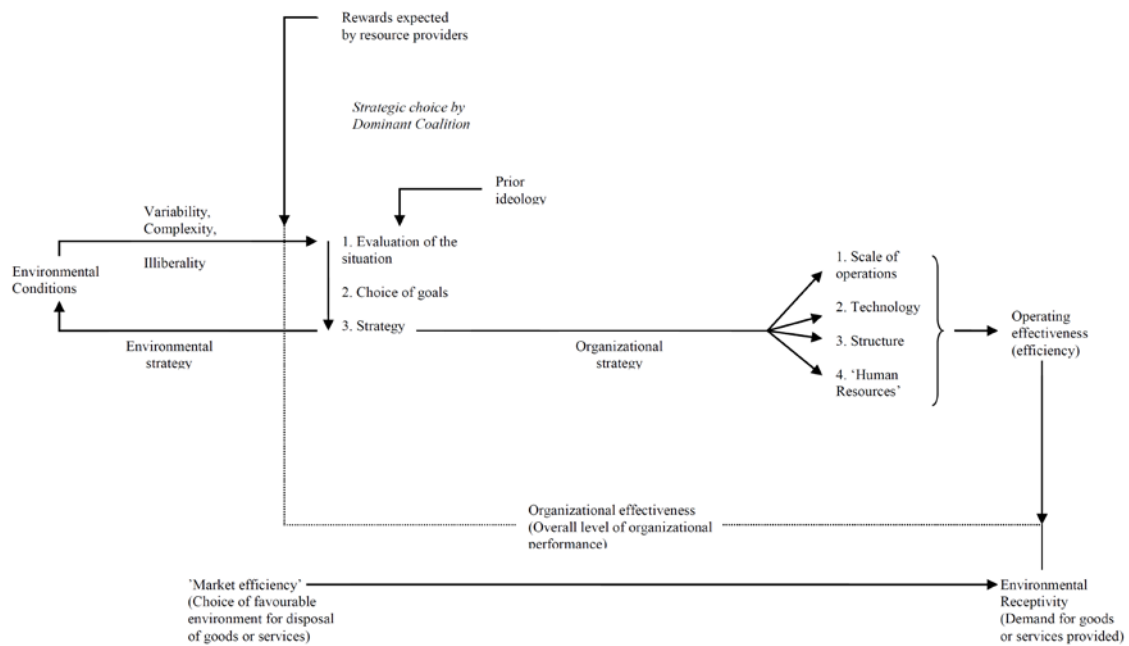 Rewards expected
by resource providers
Strategic choice by
Dominant Coalition
Prior
ideology
Variability,
Complexity,
Illiberality
Environmental
Conditions
1. Evaluation of the
situation
2. Choice of goals
3. Strategy
Environmental
strategy
Organizational
strategy
1. Scale of
operations
2. Technology
3. Structure
4. ‘Human
Resources’
Operating
effectiveness
(efficiency)
Organizational effectiveness
(Overall level of organizational
performance)
‘Market efficiency’
(Choice of favourable
environment for disposal
of goods or services)
Environmental
Receptivity
(Demand for goods
or services provided)